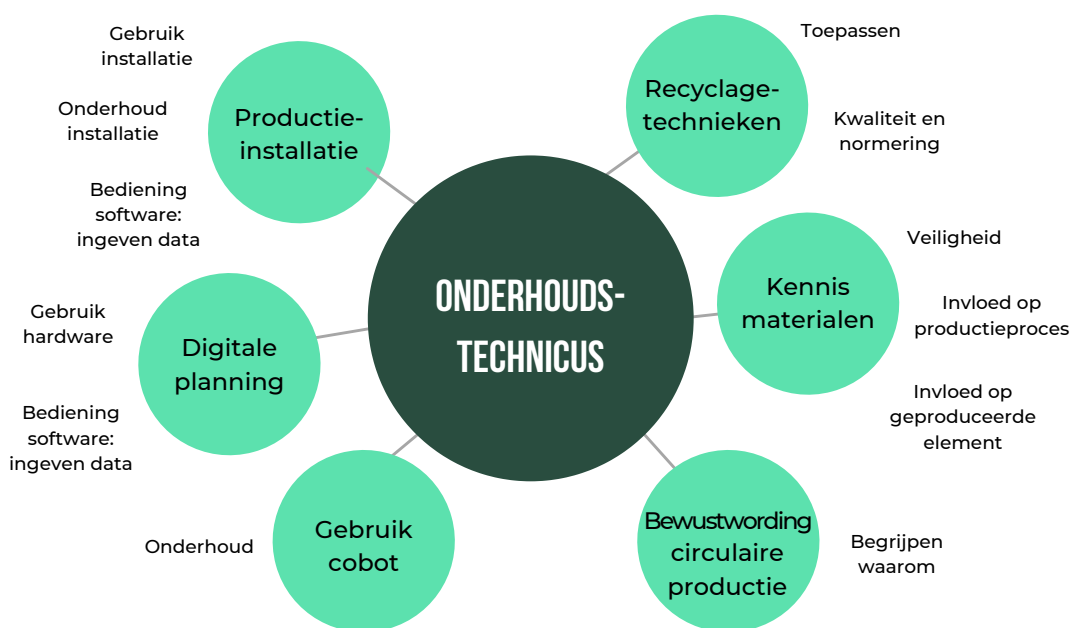 Gebruik
installatie
Onderhoud
installatie
Bediening
software:
ingeven data
Productie-
installatie
Gebruik
hardware
Bediening
software:
ingeven data
Digitale
planning
Onderhoud
Gebruik
cobot
ONDERHOUDS-
TECHNICUS
Recyclage-
technieken
Toepassen
Kwaliteit en
normering
Kennis
materialen
Veiligheid
Invloed op
productieproces
Invloed op
geproduceerde
element
Bewustwording
circulaire
productie
Begrijpen
waarom